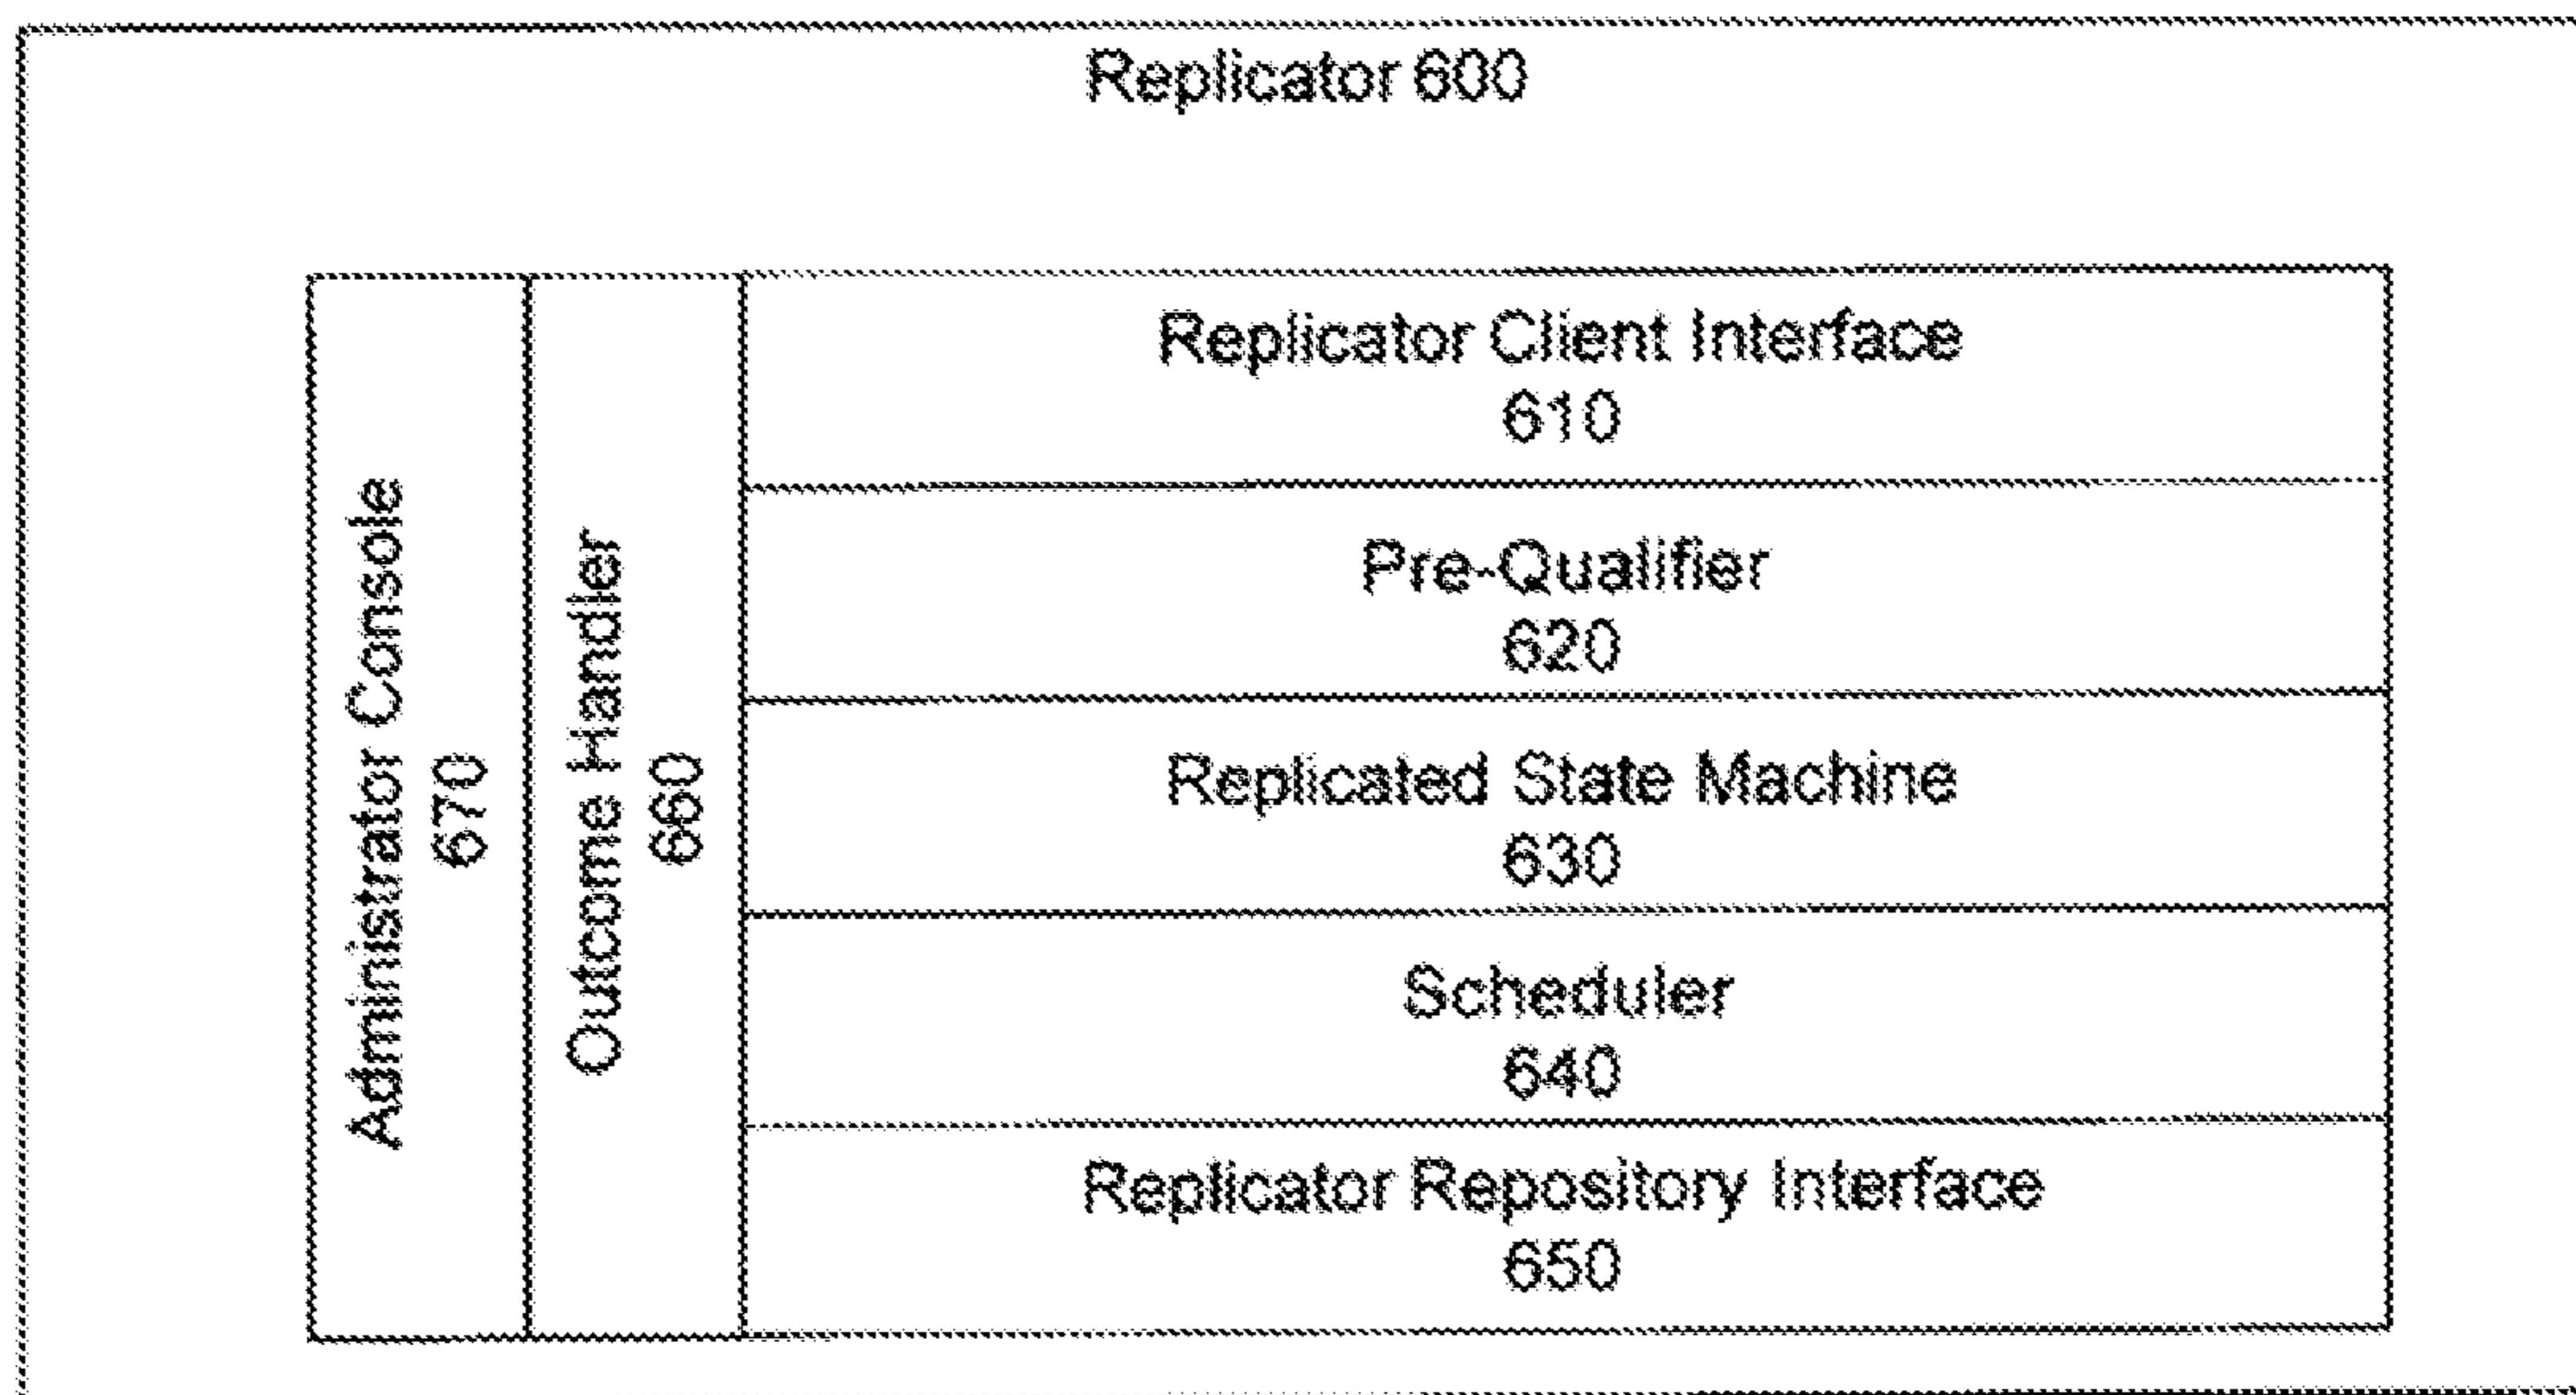 Replicator 600
Administrator Console
670
Outcome Handler
660
Replicator Client Interface
610
Pre-Qualifier
620
Replicated State Machine
630
Scheduler
640
Replicator Repository Interface
650